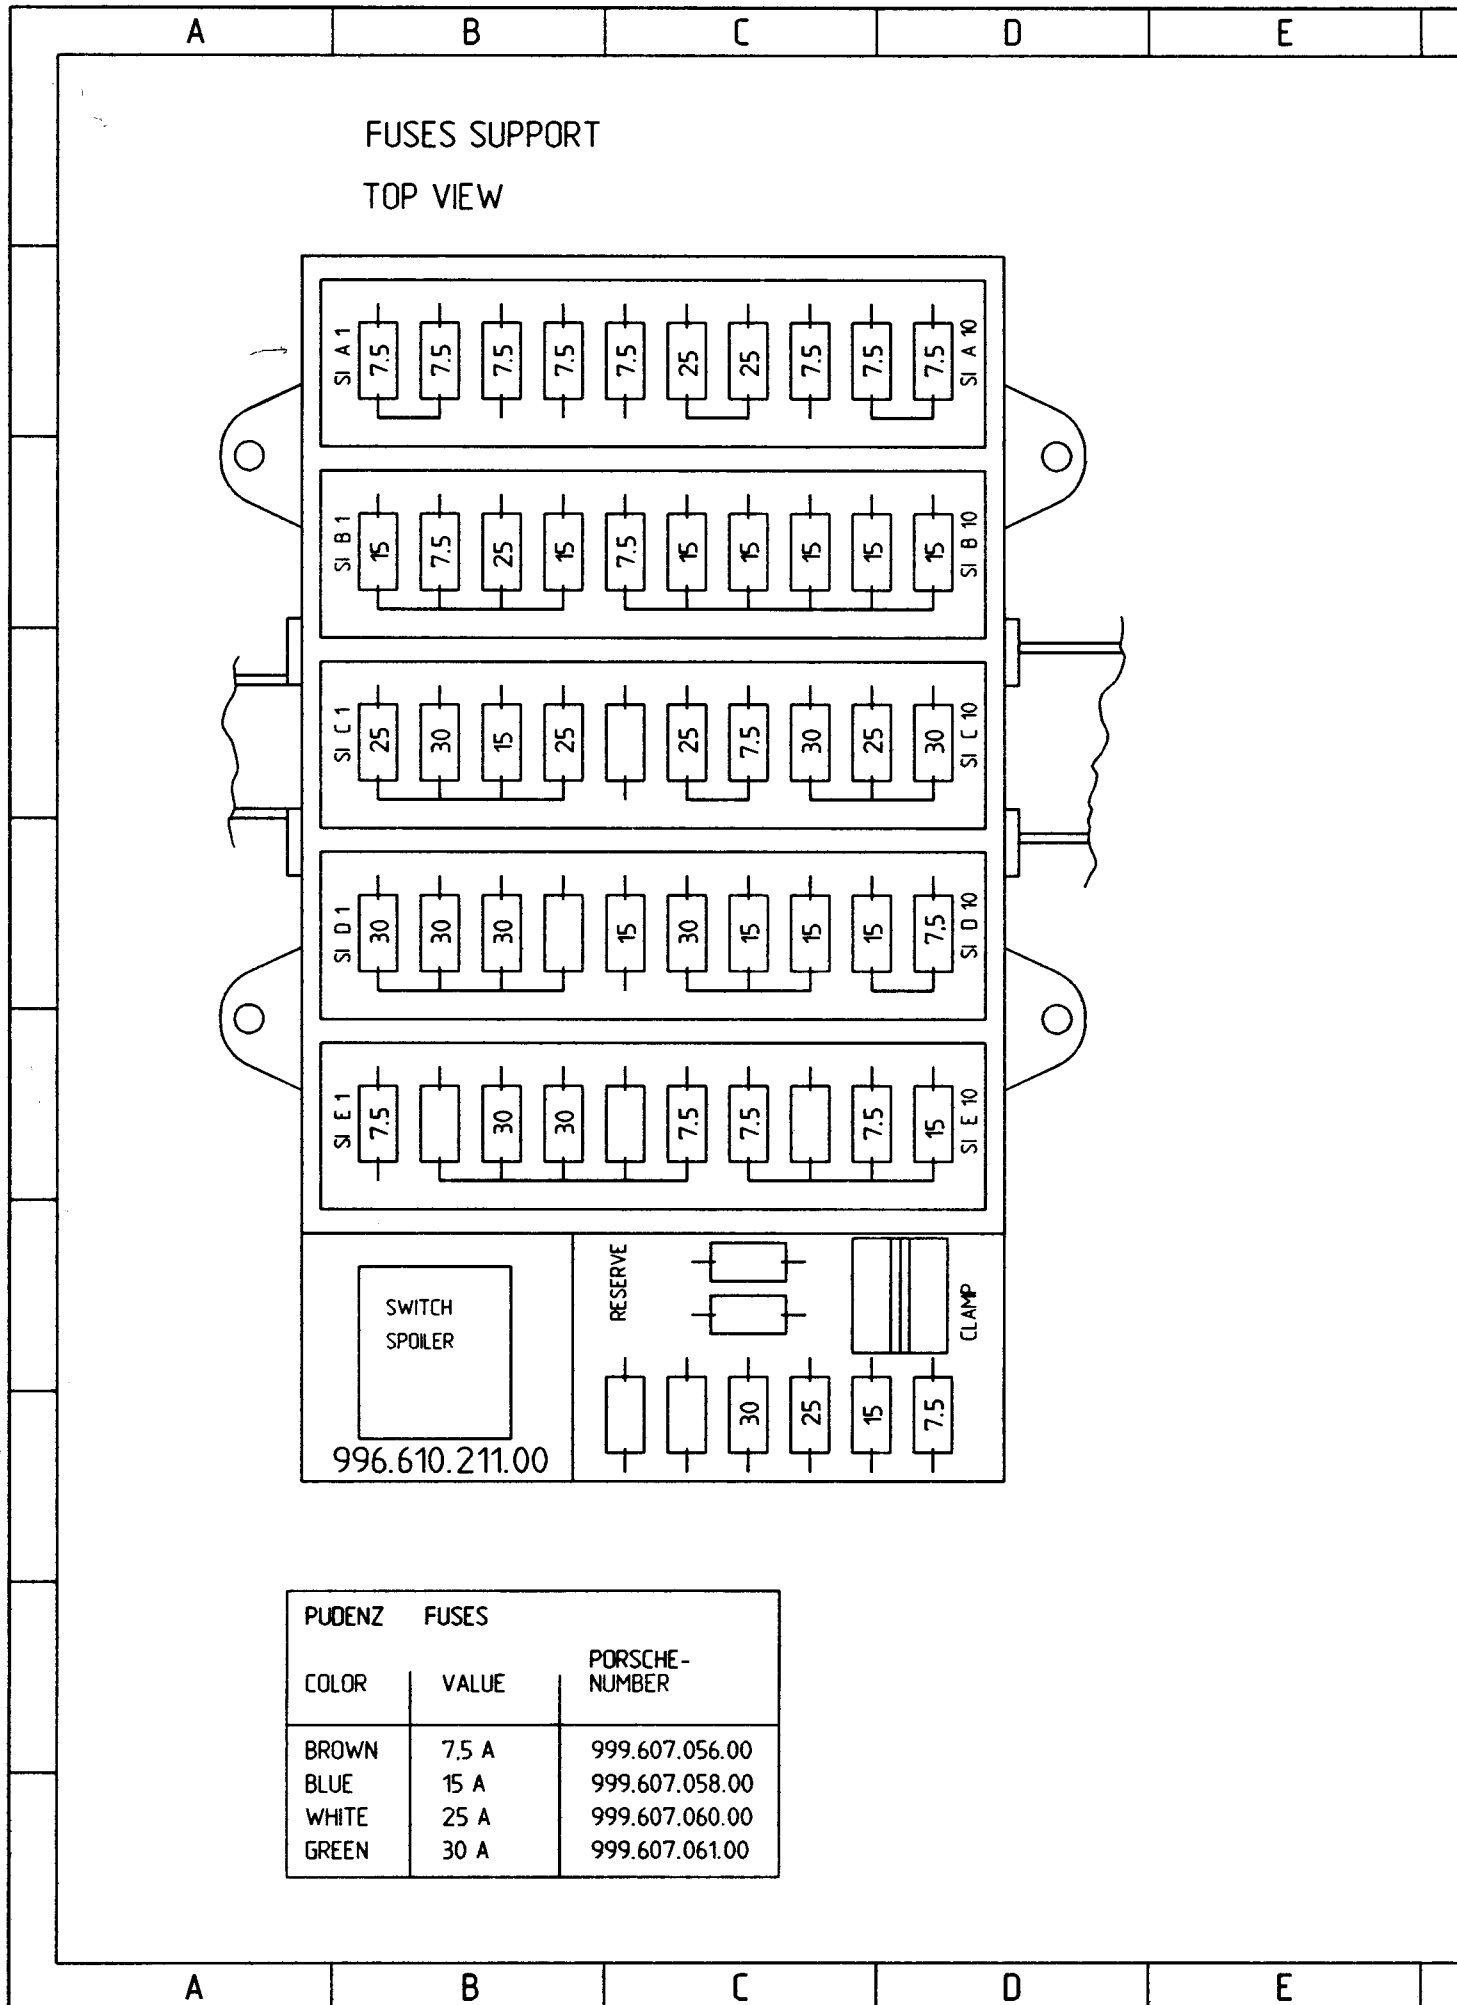 A B C D E
FUSES SUPPORT
TOP VIEW
SI A 1 7.5 7.5 7.5 7.5 7.5 25 25 7.5 7.5 7.5 SI A 10
SI B 1 15 7.5 25 15 7.5 15 15 15 15 15 SI B 10
SI C 1 25 30 15 25 25 7.5 30 25 30 SI C 10
SI D 1 30 30 30 15 30 15 15 15 7.5 SI D 10
SI E 1 7.5 30 30 7.5 7.5 7.5 15 SI E 10
SWITCH
SPOILER
996.610.211.00
RESERVE
CLAMP
30 25 15 7.5
PUDENZ FUSES
COLOR VALUE PORSCHE-
NUMBER
BROWN 7,5 A 999.607.056.00
BLUE 15 A 999.607.058.00
WHITE 25 A 999.607.060.00
GREEN 30 A 999.607.061.00
A B C D E